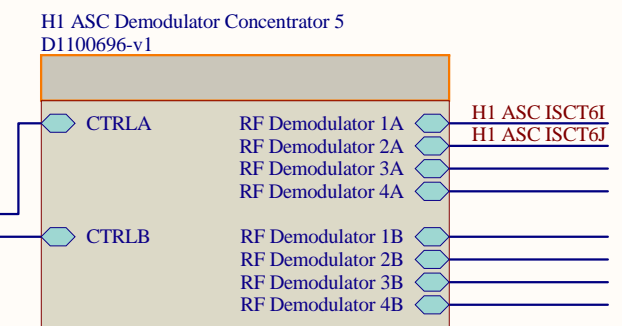 H1 ASC Demodulator Concentrator 5
D1100696-v1
CTRLA
RF Demodulator 1A
H1 ASC ISCT6I
RF Demodulator 2A
H1 ASC ISCT6J
RF Demodulator 3A
RF Demodulator 4A
CTRLB
RF Demodulator 1B
RF Demodulator 2B
RF Demodulator 3B
RF Demodulator 4B